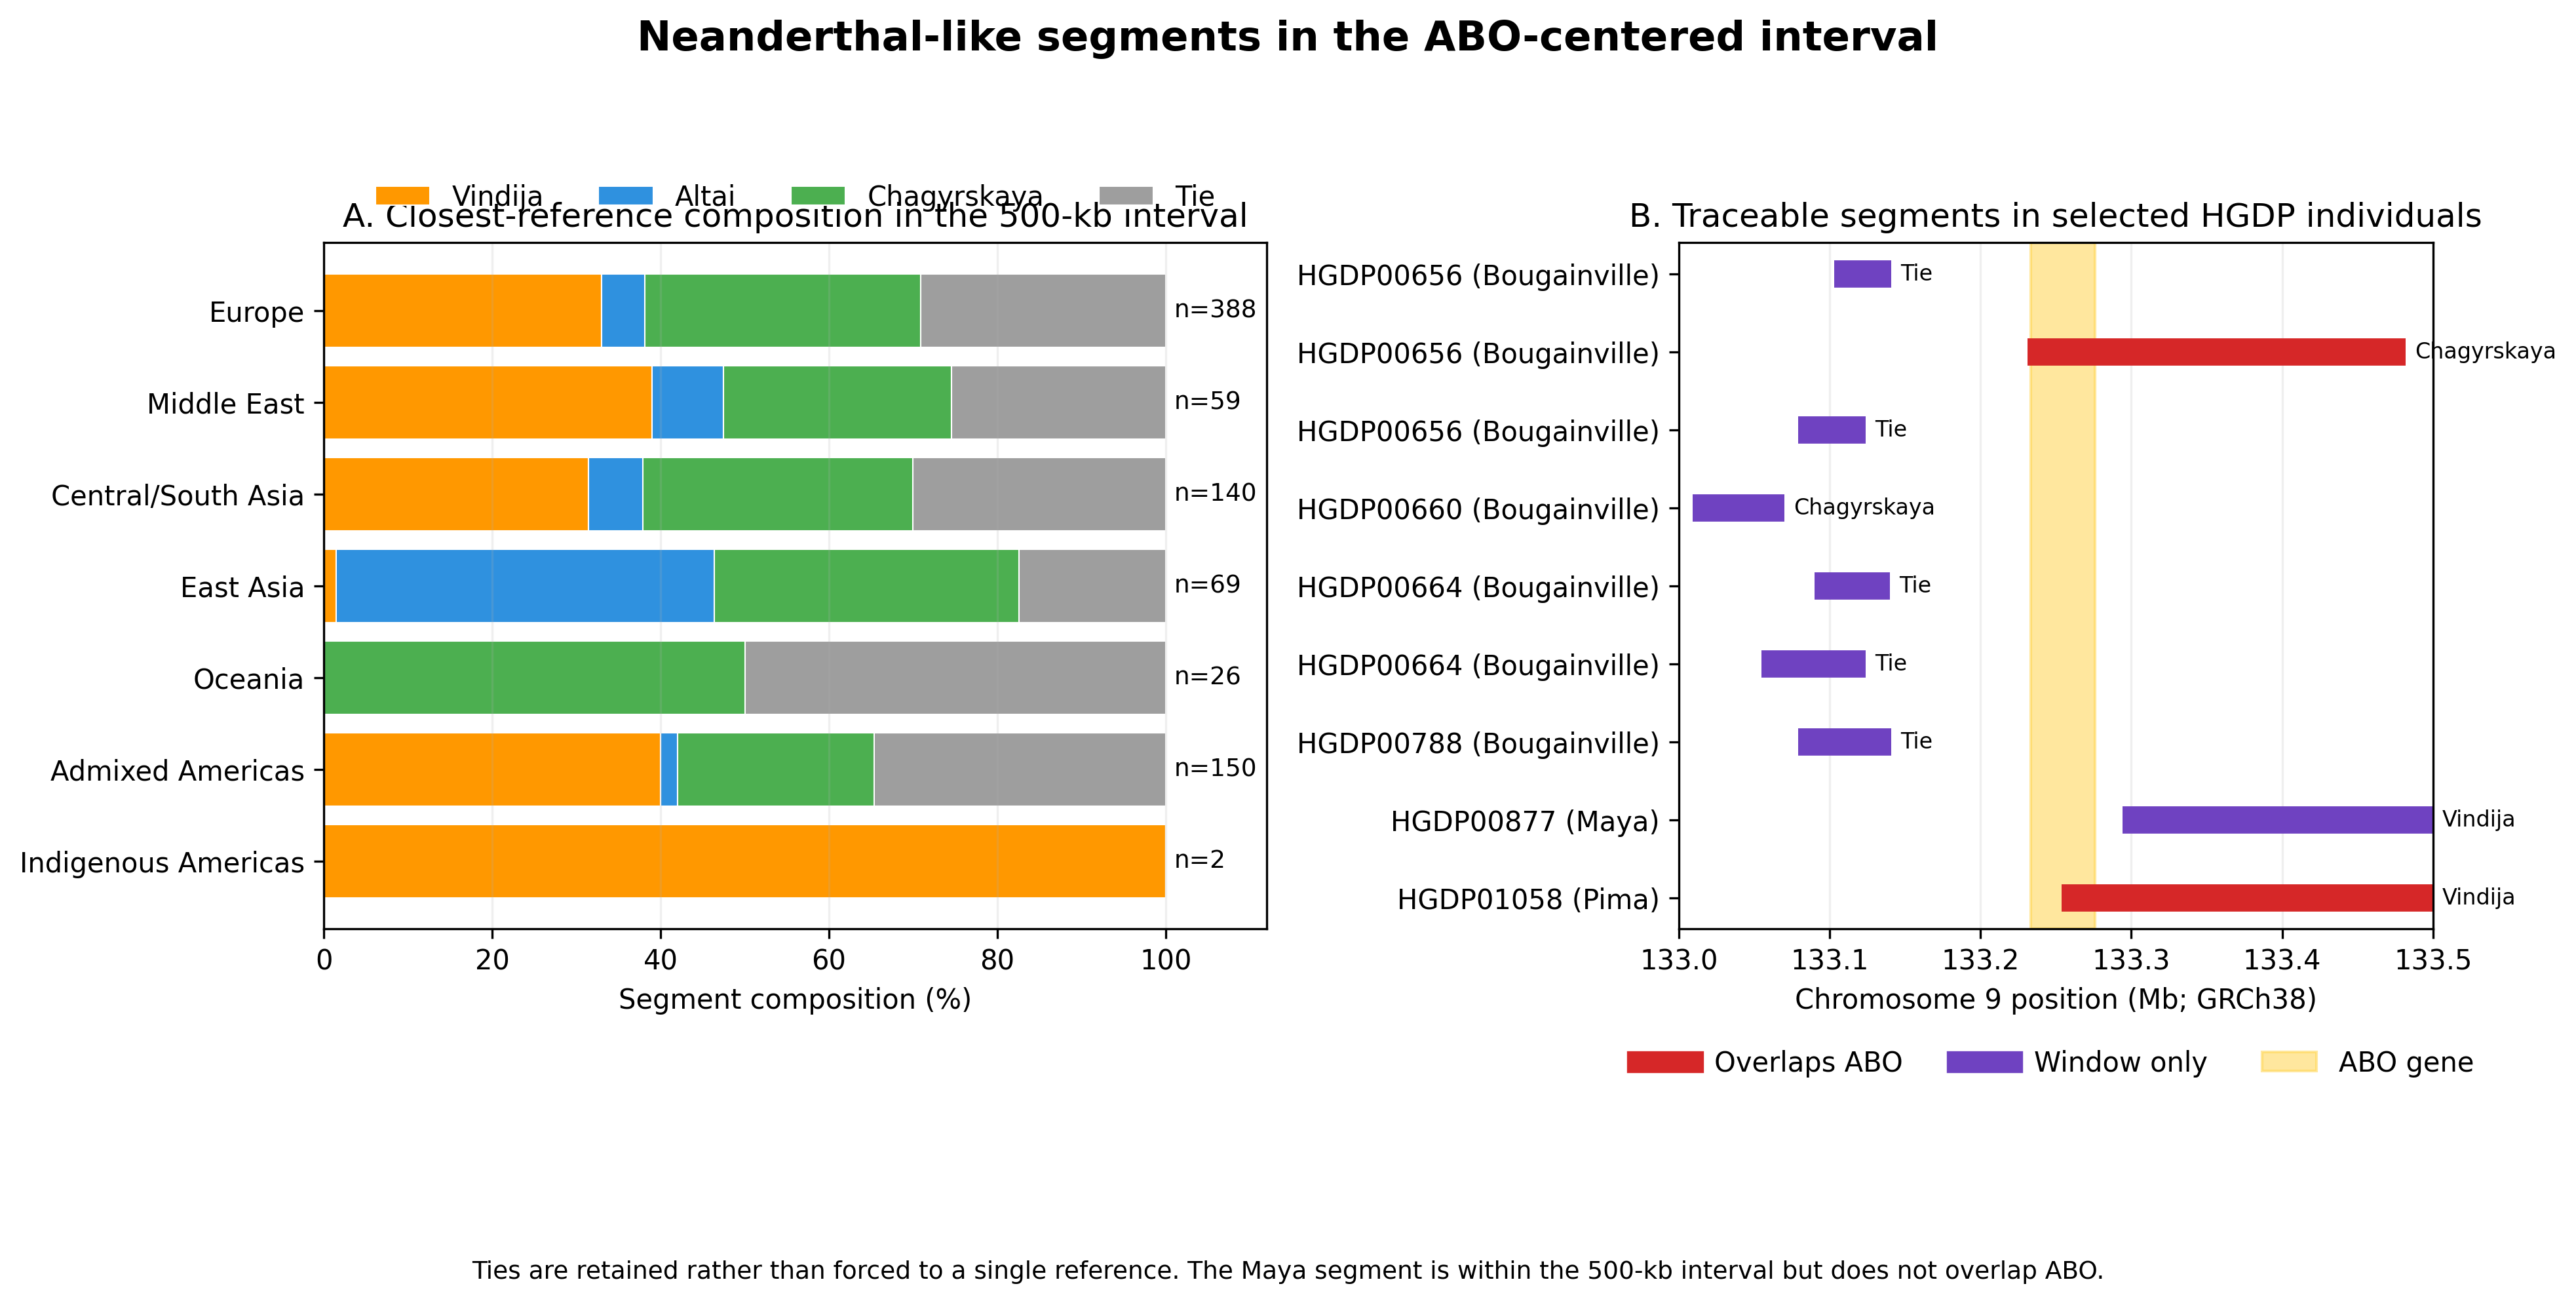 Neanderthal-like segments in the ABO-centered interval
Vindija Altai Chagyrskaya Tie
A. Closest-reference composition in the 500-kb interval
Europe n=388
Middle East n=59
Central/South Asia n=140
East Asia n=69
Oceania n=26
Admixed Americas n=150
Indigenous Americas n=2
0 20 40 60 80 100
Segment composition (%)
B. Traceable segments in selected HGDP individuals
HGDP00656 (Bougainville) Tie
HGDP00656 (Bougainville) Chagyrskaya
HGDP00656 (Bougainville) Tie
HGDP00660 (Bougainville) Chagyrskaya
HGDP00664 (Bougainville) Tie
HGDP00664 (Bougainville) Tie
HGDP00788 (Bougainville) Tie
HGDP00877 (Maya) Vindija
HGDP01058 (Pima) Vindija
133.0 133.1 133.2 133.3 133.4 133.5
Chromosome 9 position (Mb; GRCh38)
Overlaps ABO Window only ABO gene
Ties are retained rather than forced to a single reference. The Maya segment is within the 500-kb interval but does not overlap ABO.